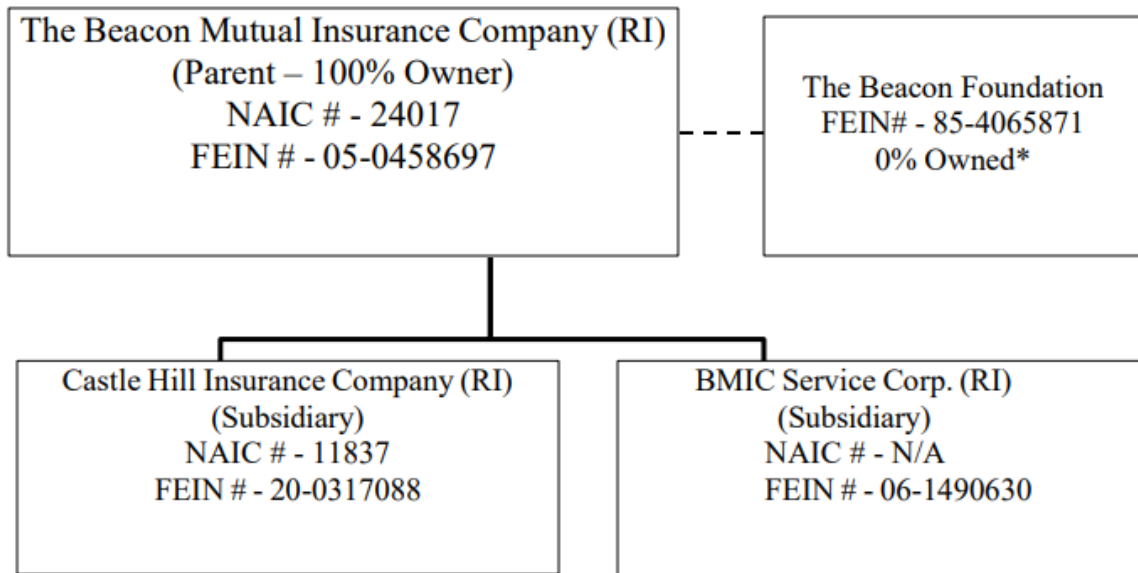 The Beacon Mutual Insurance Company (RI)
(Parent – 100% Owner)
NAIC # - 24017
FEIN # - 05-0458697
The Beacon Foundation
FEIN# - 85-4065871
0% Owned*
Castle Hill Insurance Company (RI)
(Subsidiary)
NAIC # - 11837
FEIN # - 20-0317088
BMIC Service Corp. (RI)
(Subsidiary)
NAIC # - N/A
FEIN # - 06-1490630